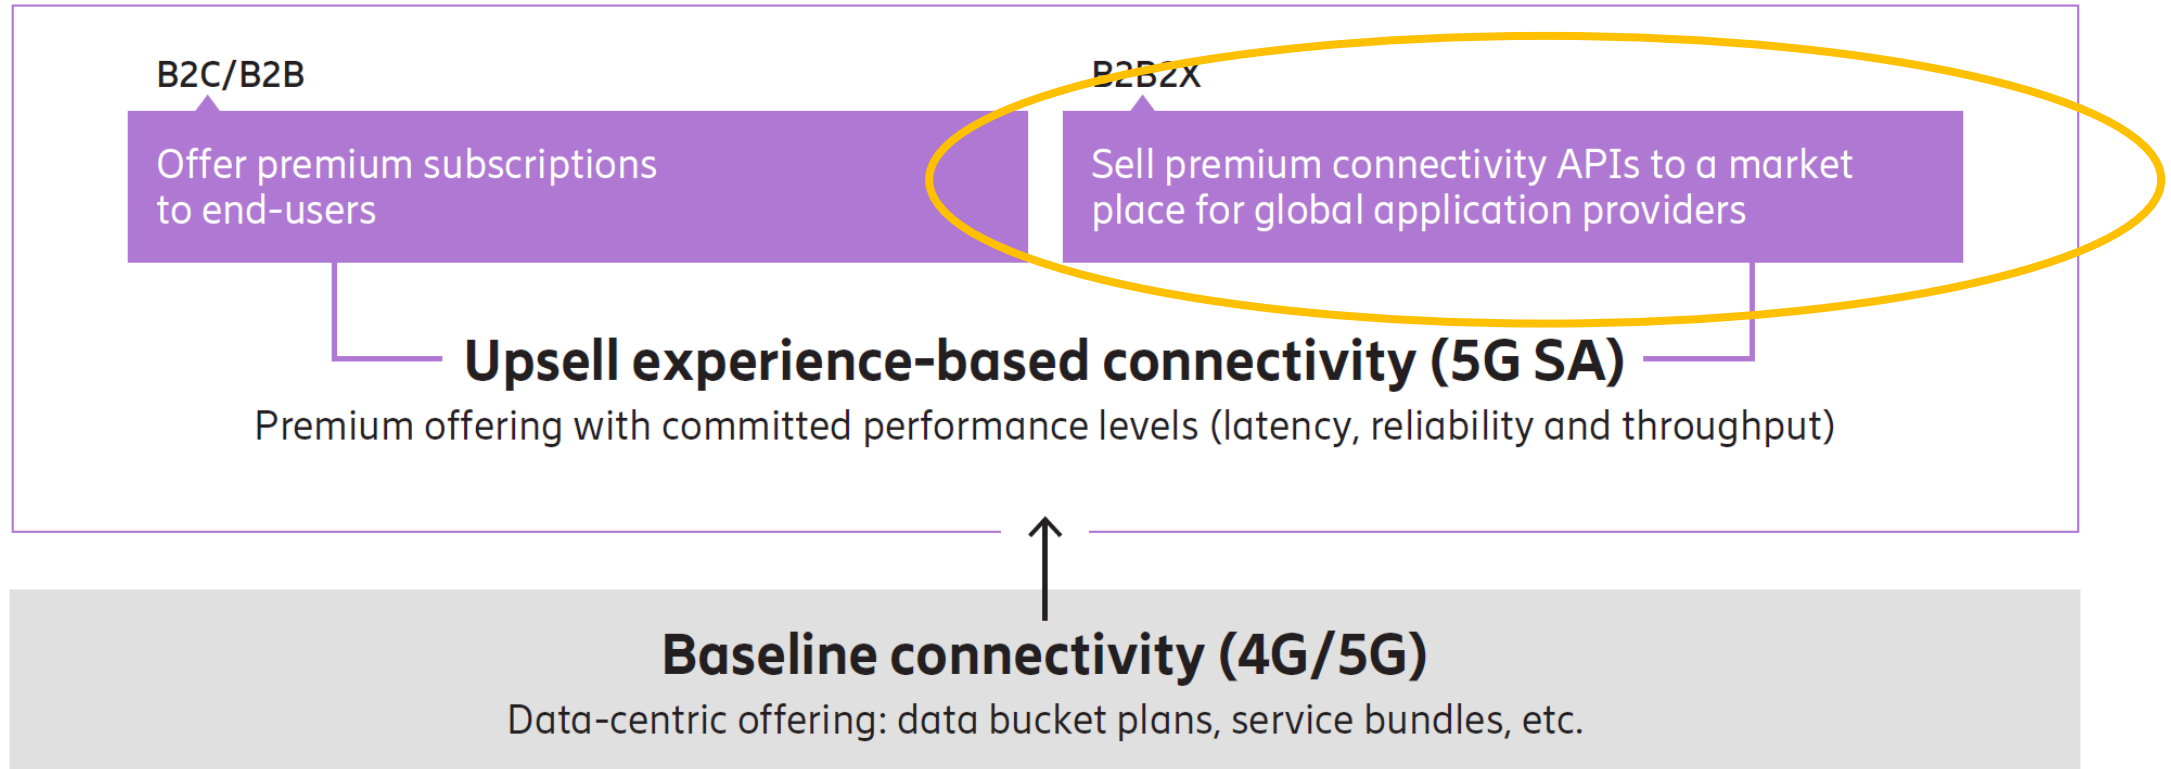 B2C/B2B
Offer premium subscriptions
to end-users
B2B2X
Sell premium connectivity APIs to a market
place for global application providers
Upsell experience-based connectivity (5G SA)
Premium offering with committed performance levels (latency, reliability and throughput)
Baseline connectivity (4G/5G)
Data-centric offering: data bucket plans, service bundles, etc.